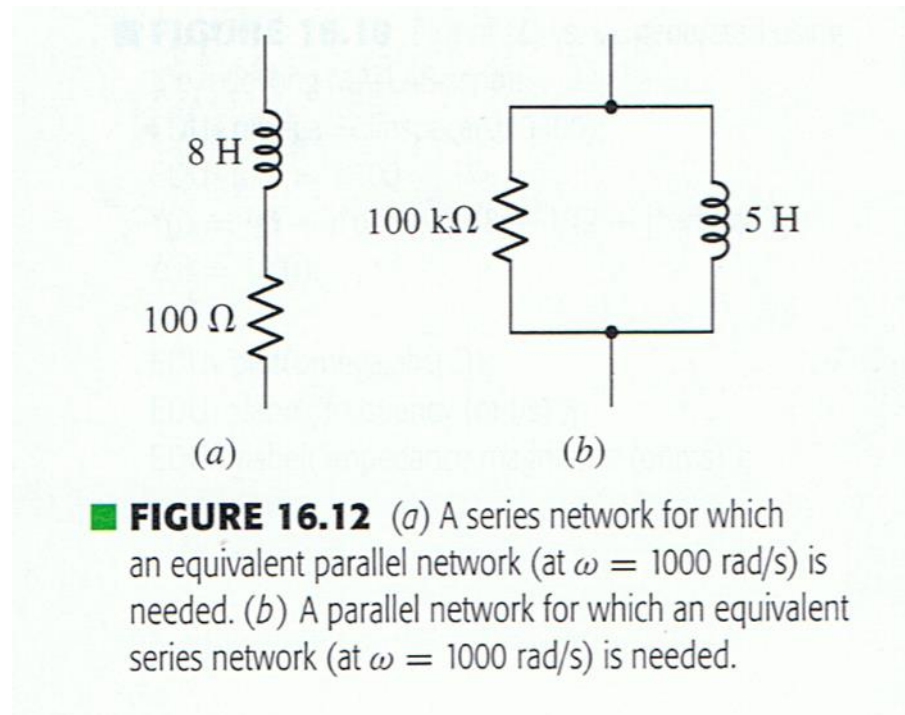 8 H
100 Ω
100 kΩ
5 H
(a)
(b)
FIGURE 16.12 (a) A series network for which
an equivalent parallel network (at ω = 1000 rad/s) is
needed. (b) A parallel network for which an equivalent
series network (at ω = 1000 rad/s) is needed.